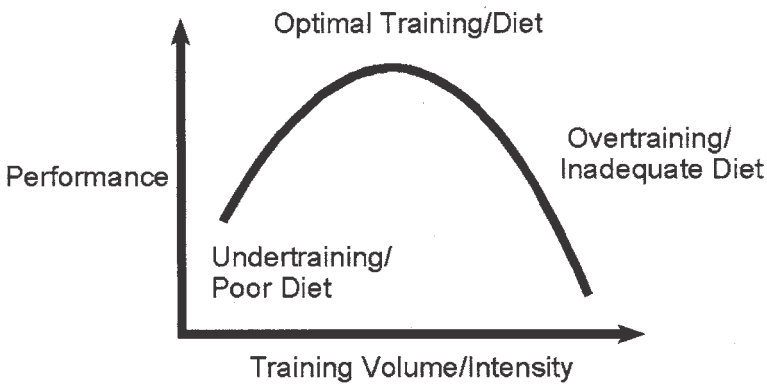 Optimal Training/Diet
Overtraining/
Inadequate Diet
Performance
Undertraining/
Poor Diet
Training Volume/Intensity